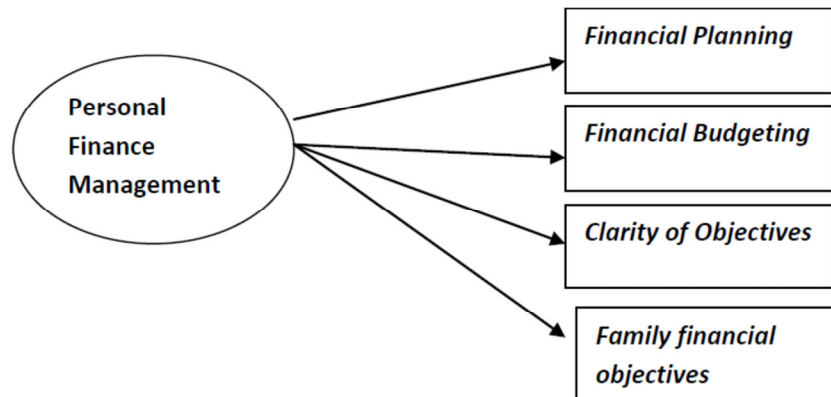 Financial Planning
Personal
Finance
Management
Financial Budgeting
Clarity of Objectives
Family financial
objectives